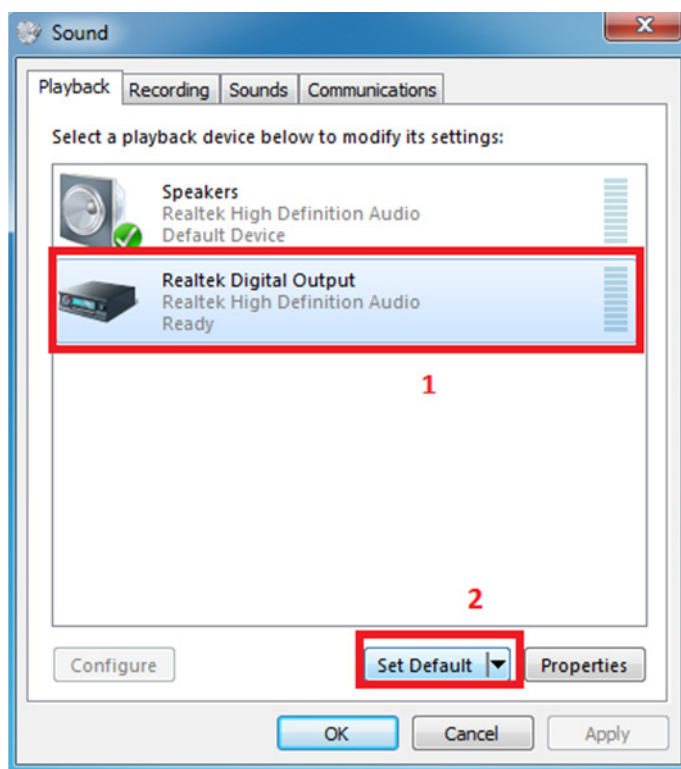 Sound
Playback Recording Sounds Communications
Select a playback device below to modify its settings:
Speakers
Realtek High Definition Audio
Default Device
Realtek Digital Output
Realtek High Definition Audio
Ready
1
2
Configure Set Default Properties
OK Cancel Apply